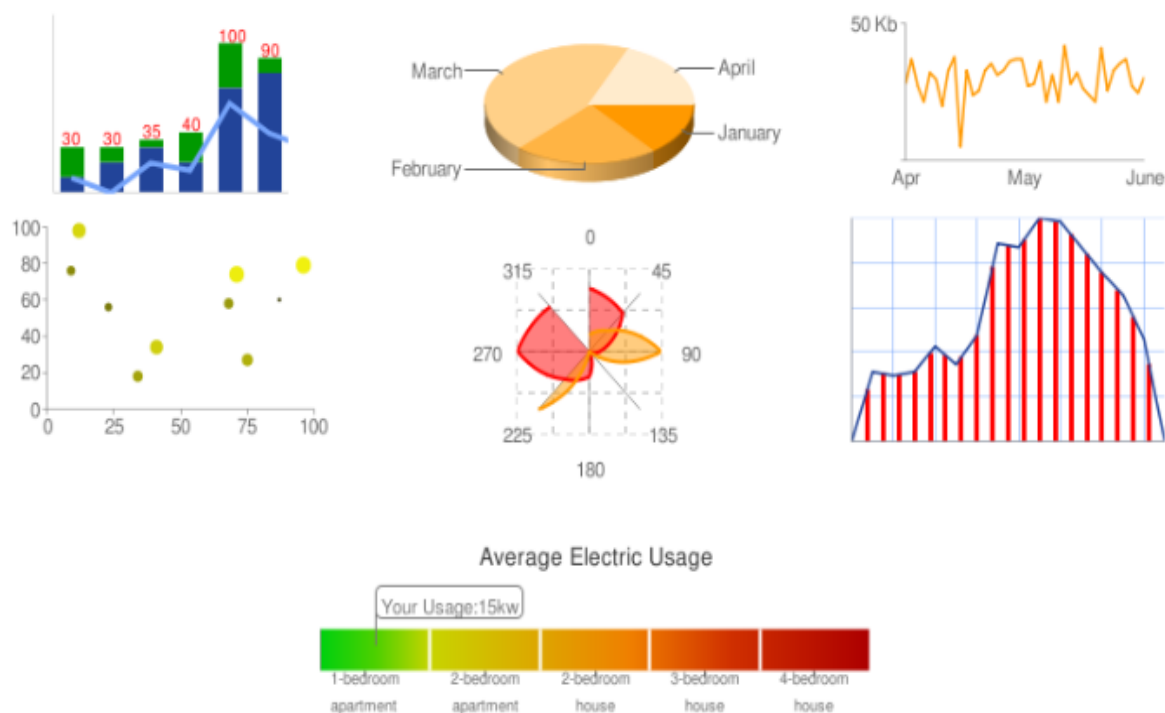 30
30
35
40
100
90
March
April
January
February
50 Kb
Apr May June
100
80
60
40
20
0
0 25 50 75 100
0
315 45
270 90
225 135
180
Average Electric Usage
Your Usage:15kw
1-bedroom 2-bedroom 2-bedroom 3-bedroom 4-bedroom
apartment apartment house house house